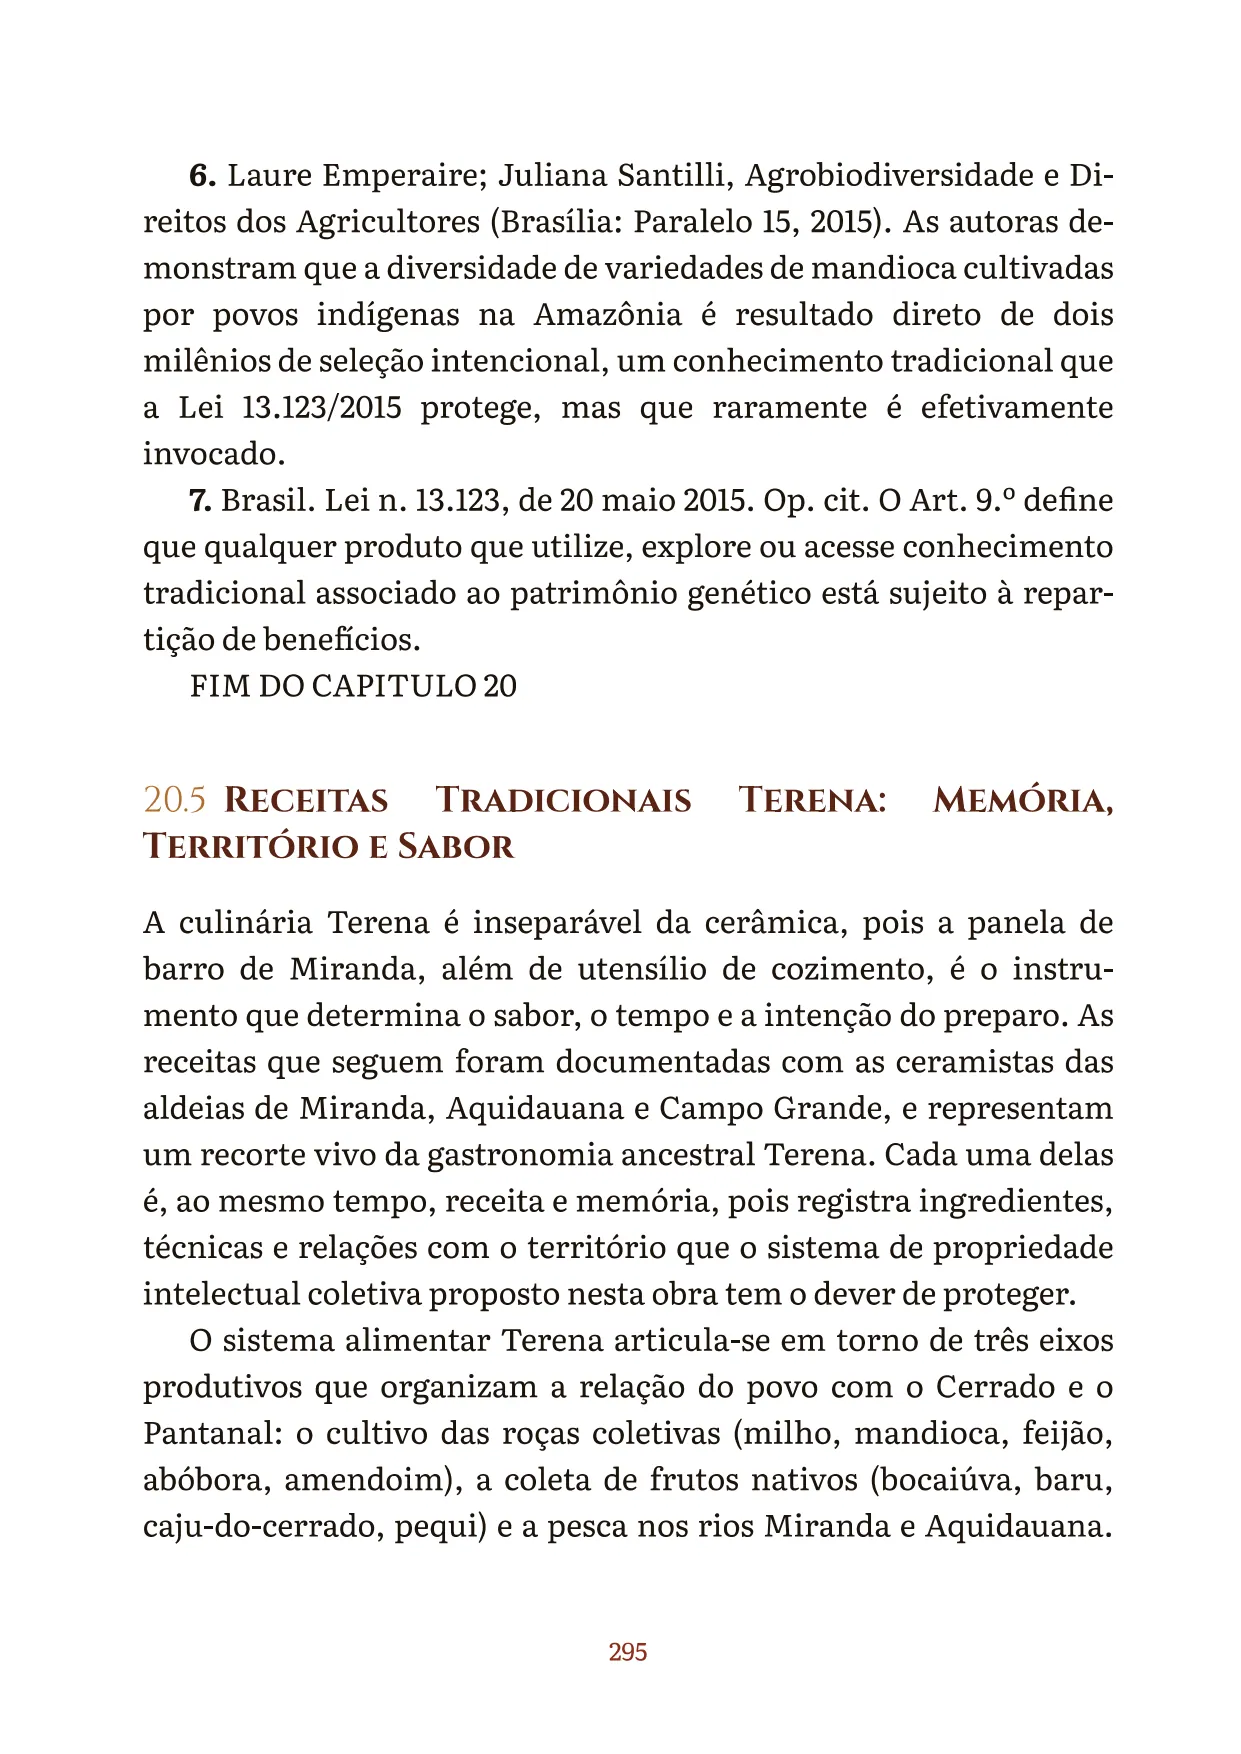 6. Laure Emperaire; Juliana Santilli, Agrobiodiversidade e Di-
reitos dos Agricultores (Brasília: Paralelo 15, 2015). As autoras de-
monstram que a diversidade de variedades de mandioca cultivadas
por povos indígenas na Amazônia é resultado direto de dois
milênios de seleção intencional, um conhecimento tradicional que
a Lei 13.123/2015 protege, mas que raramente é efetivamente
invocado.
7. Brasil. Lei n. 13.123, de 20 maio 2015. Op. cit. O Art. 9.º define
que qualquer produto que utilize, explore ou acesse conhecimento
tradicional associado ao patrimônio genético está sujeito à repar-
tição de benefícios.
FIM DO CAPITULO 20
20.5 Receitas Tradicionais Terena: Memória,
Território e Sabor
A culinária Terena é inseparável da cerâmica, pois a panela de
barro de Miranda, além de utensílio de cozimento, é o instru-
mento que determina o sabor, o tempo e a intenção do preparo. As
receitas que seguem foram documentadas com as ceramistas das
aldeias de Miranda, Aquidauana e Campo Grande, e representam
um recorte vivo da gastronomia ancestral Terena. Cada uma delas
é, ao mesmo tempo, receita e memória, pois registra ingredientes,
técnicas e relações com o território que o sistema de propriedade
intelectual coletiva proposto nesta obra tem o dever de proteger.
O sistema alimentar Terena articula-se em torno de três eixos
produtivos que organizam a relação do povo com o Cerrado e o
Pantanal: o cultivo das roças coletivas (milho, mandioca, feijão,
abóbora, amendoim), a coleta de frutos nativos (bocaiúva, baru,
caju-do-cerrado, pequi) e a pesca nos rios Miranda e Aquidauana.
295